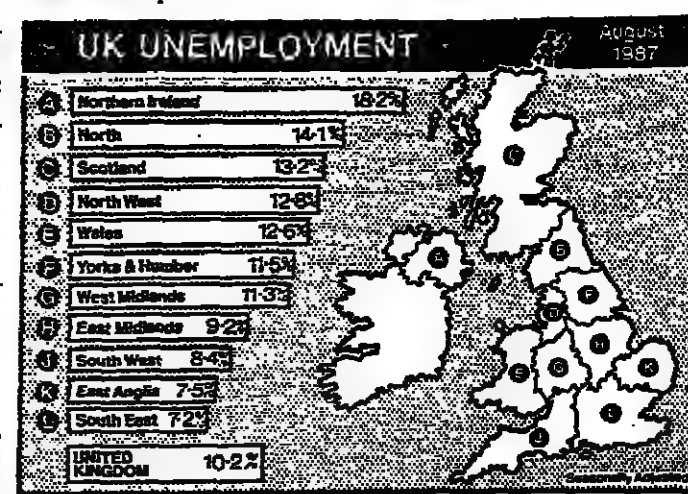 UK UNEMPLOYMENT
August
1987
A Northern Ireland 18·2%
B North 14·1%
C Scotland 13·2%
D North West 12·8%
E Wales 12·6%
F Yorks & Humber 11·5%
G West Midlands 11·3%
H East Midlands 9·2%
J South West 8·4%
K East Anglia 7·5%
L South East 7·2%
UNITED
KINGDOM 10·2%